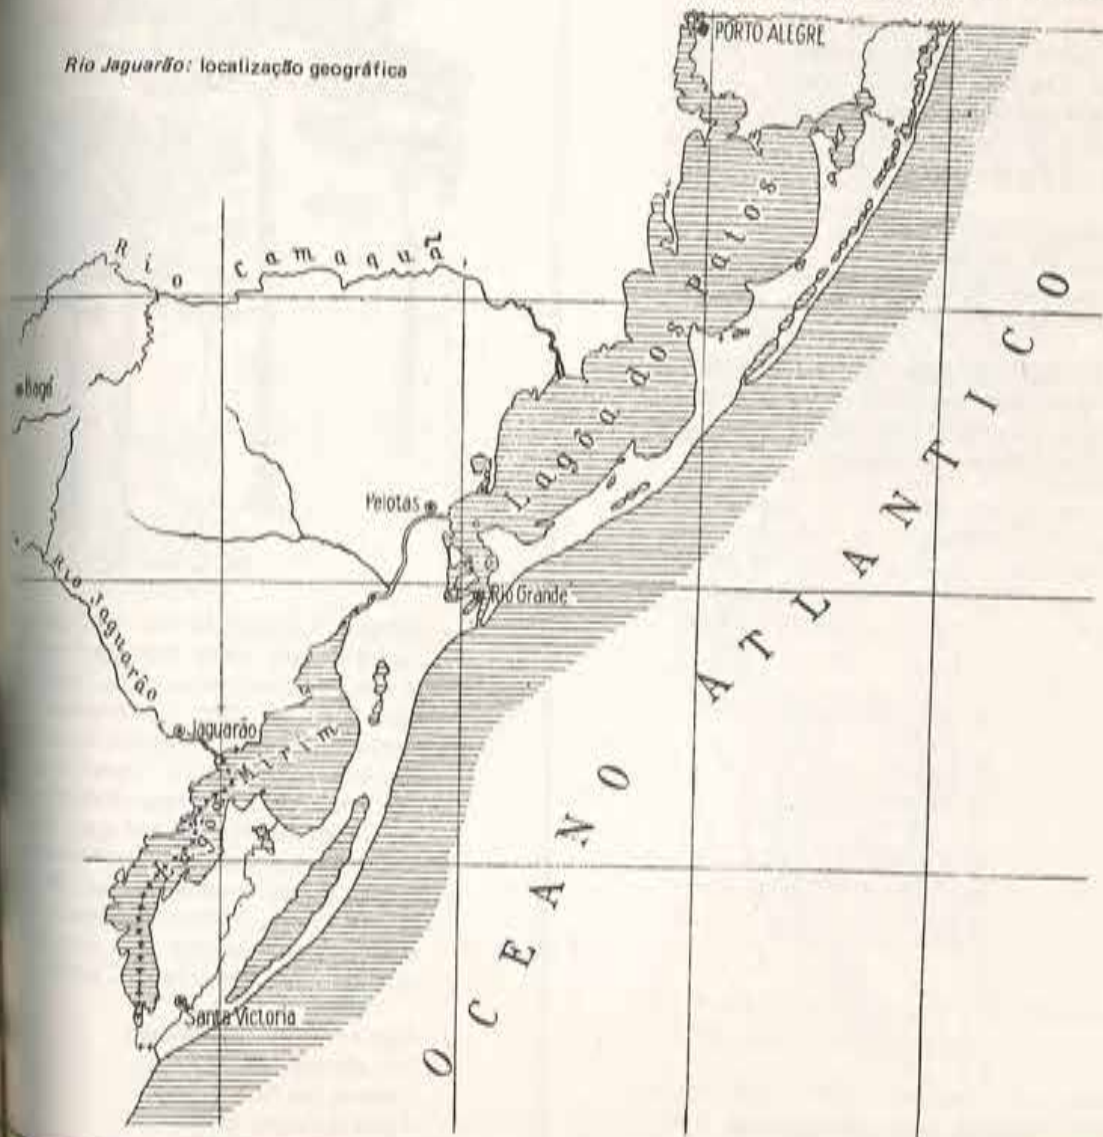 PORTO ALEGRE
Rio Jaguarão: localização geográfica
Rio Camaquã
Lagôa dos Patos
Bagé
Pelotas
Rio Grande
Rio Jaguarão
Jaguarão
Mirim
Santa Victoria
OCEANO ATLANTICO